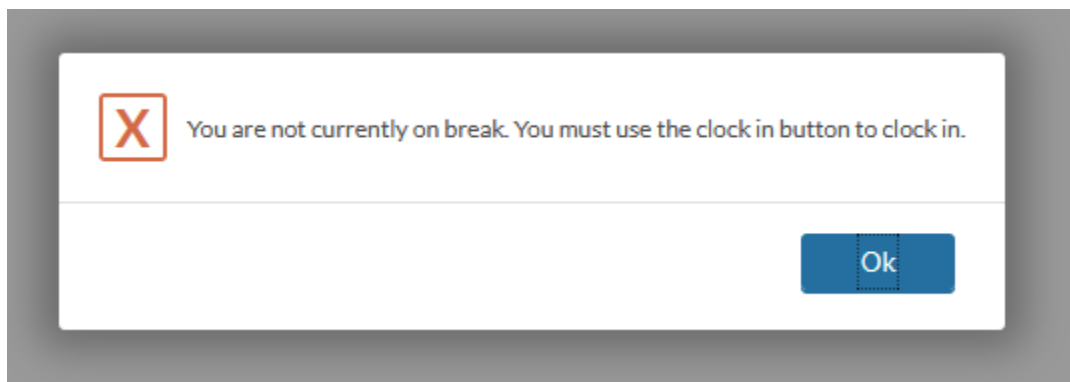 X
You are not currently on break. You must use the clock in button to clock in.
Ok